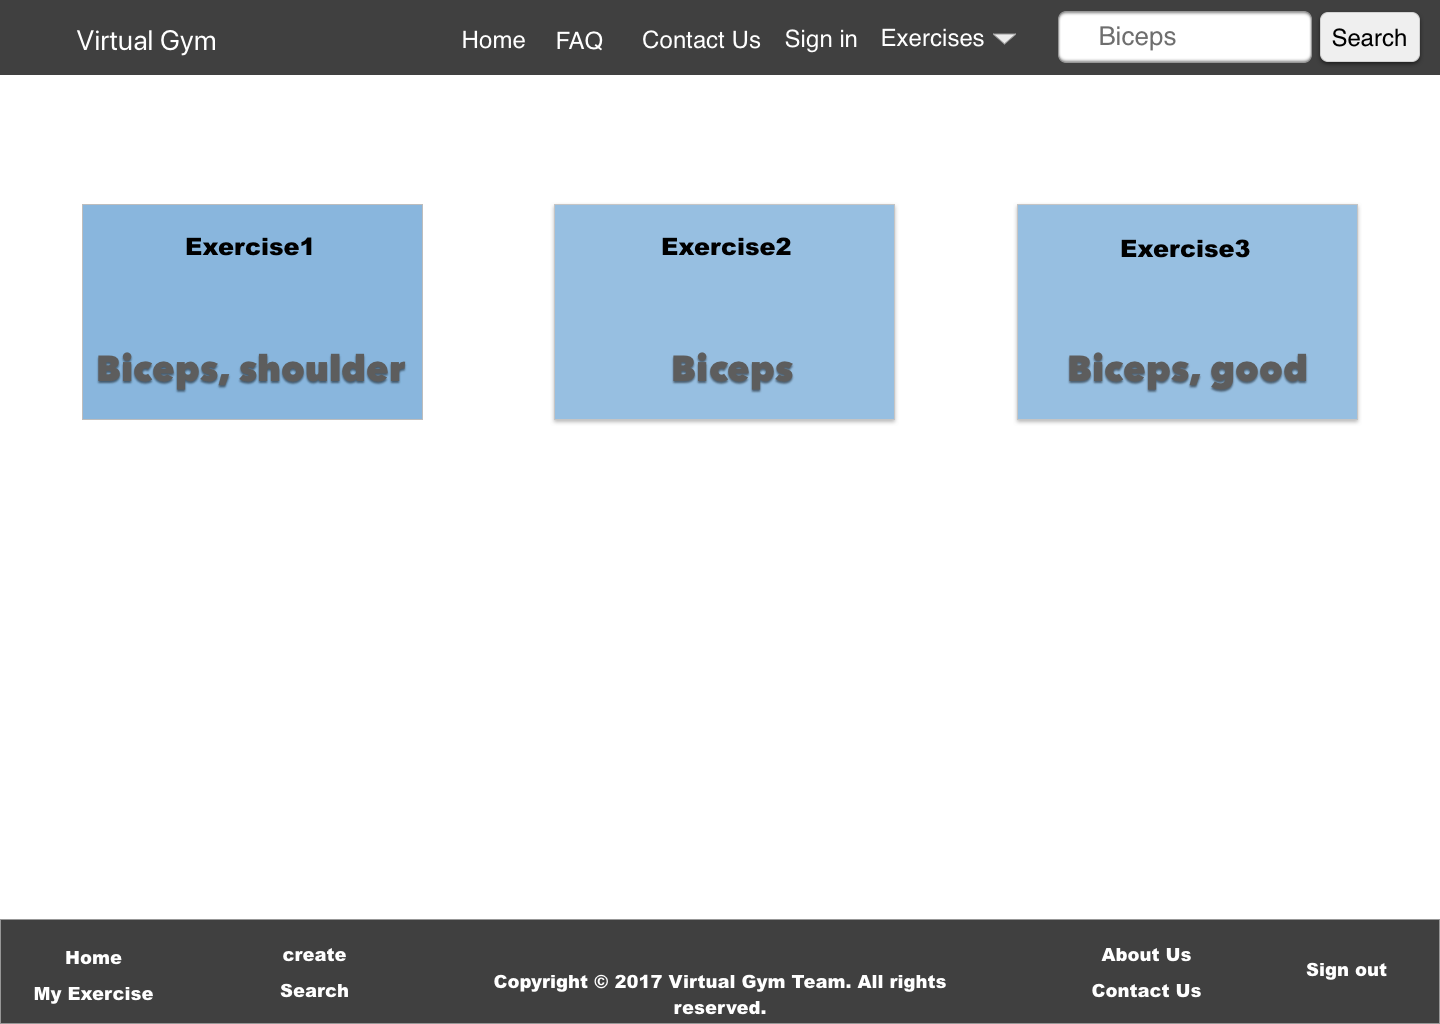 Virtual Gym Home FAQ Contact Us Sign in Exercises Biceps Search
Exercise1 Exercise2 Exercise3
Biceps, shoulder Biceps Biceps, good
Home create About Us
Sign out
Copyright © 2017 Virtual Gym Team. All rights
My Exercise Search Contact Us
reserved.